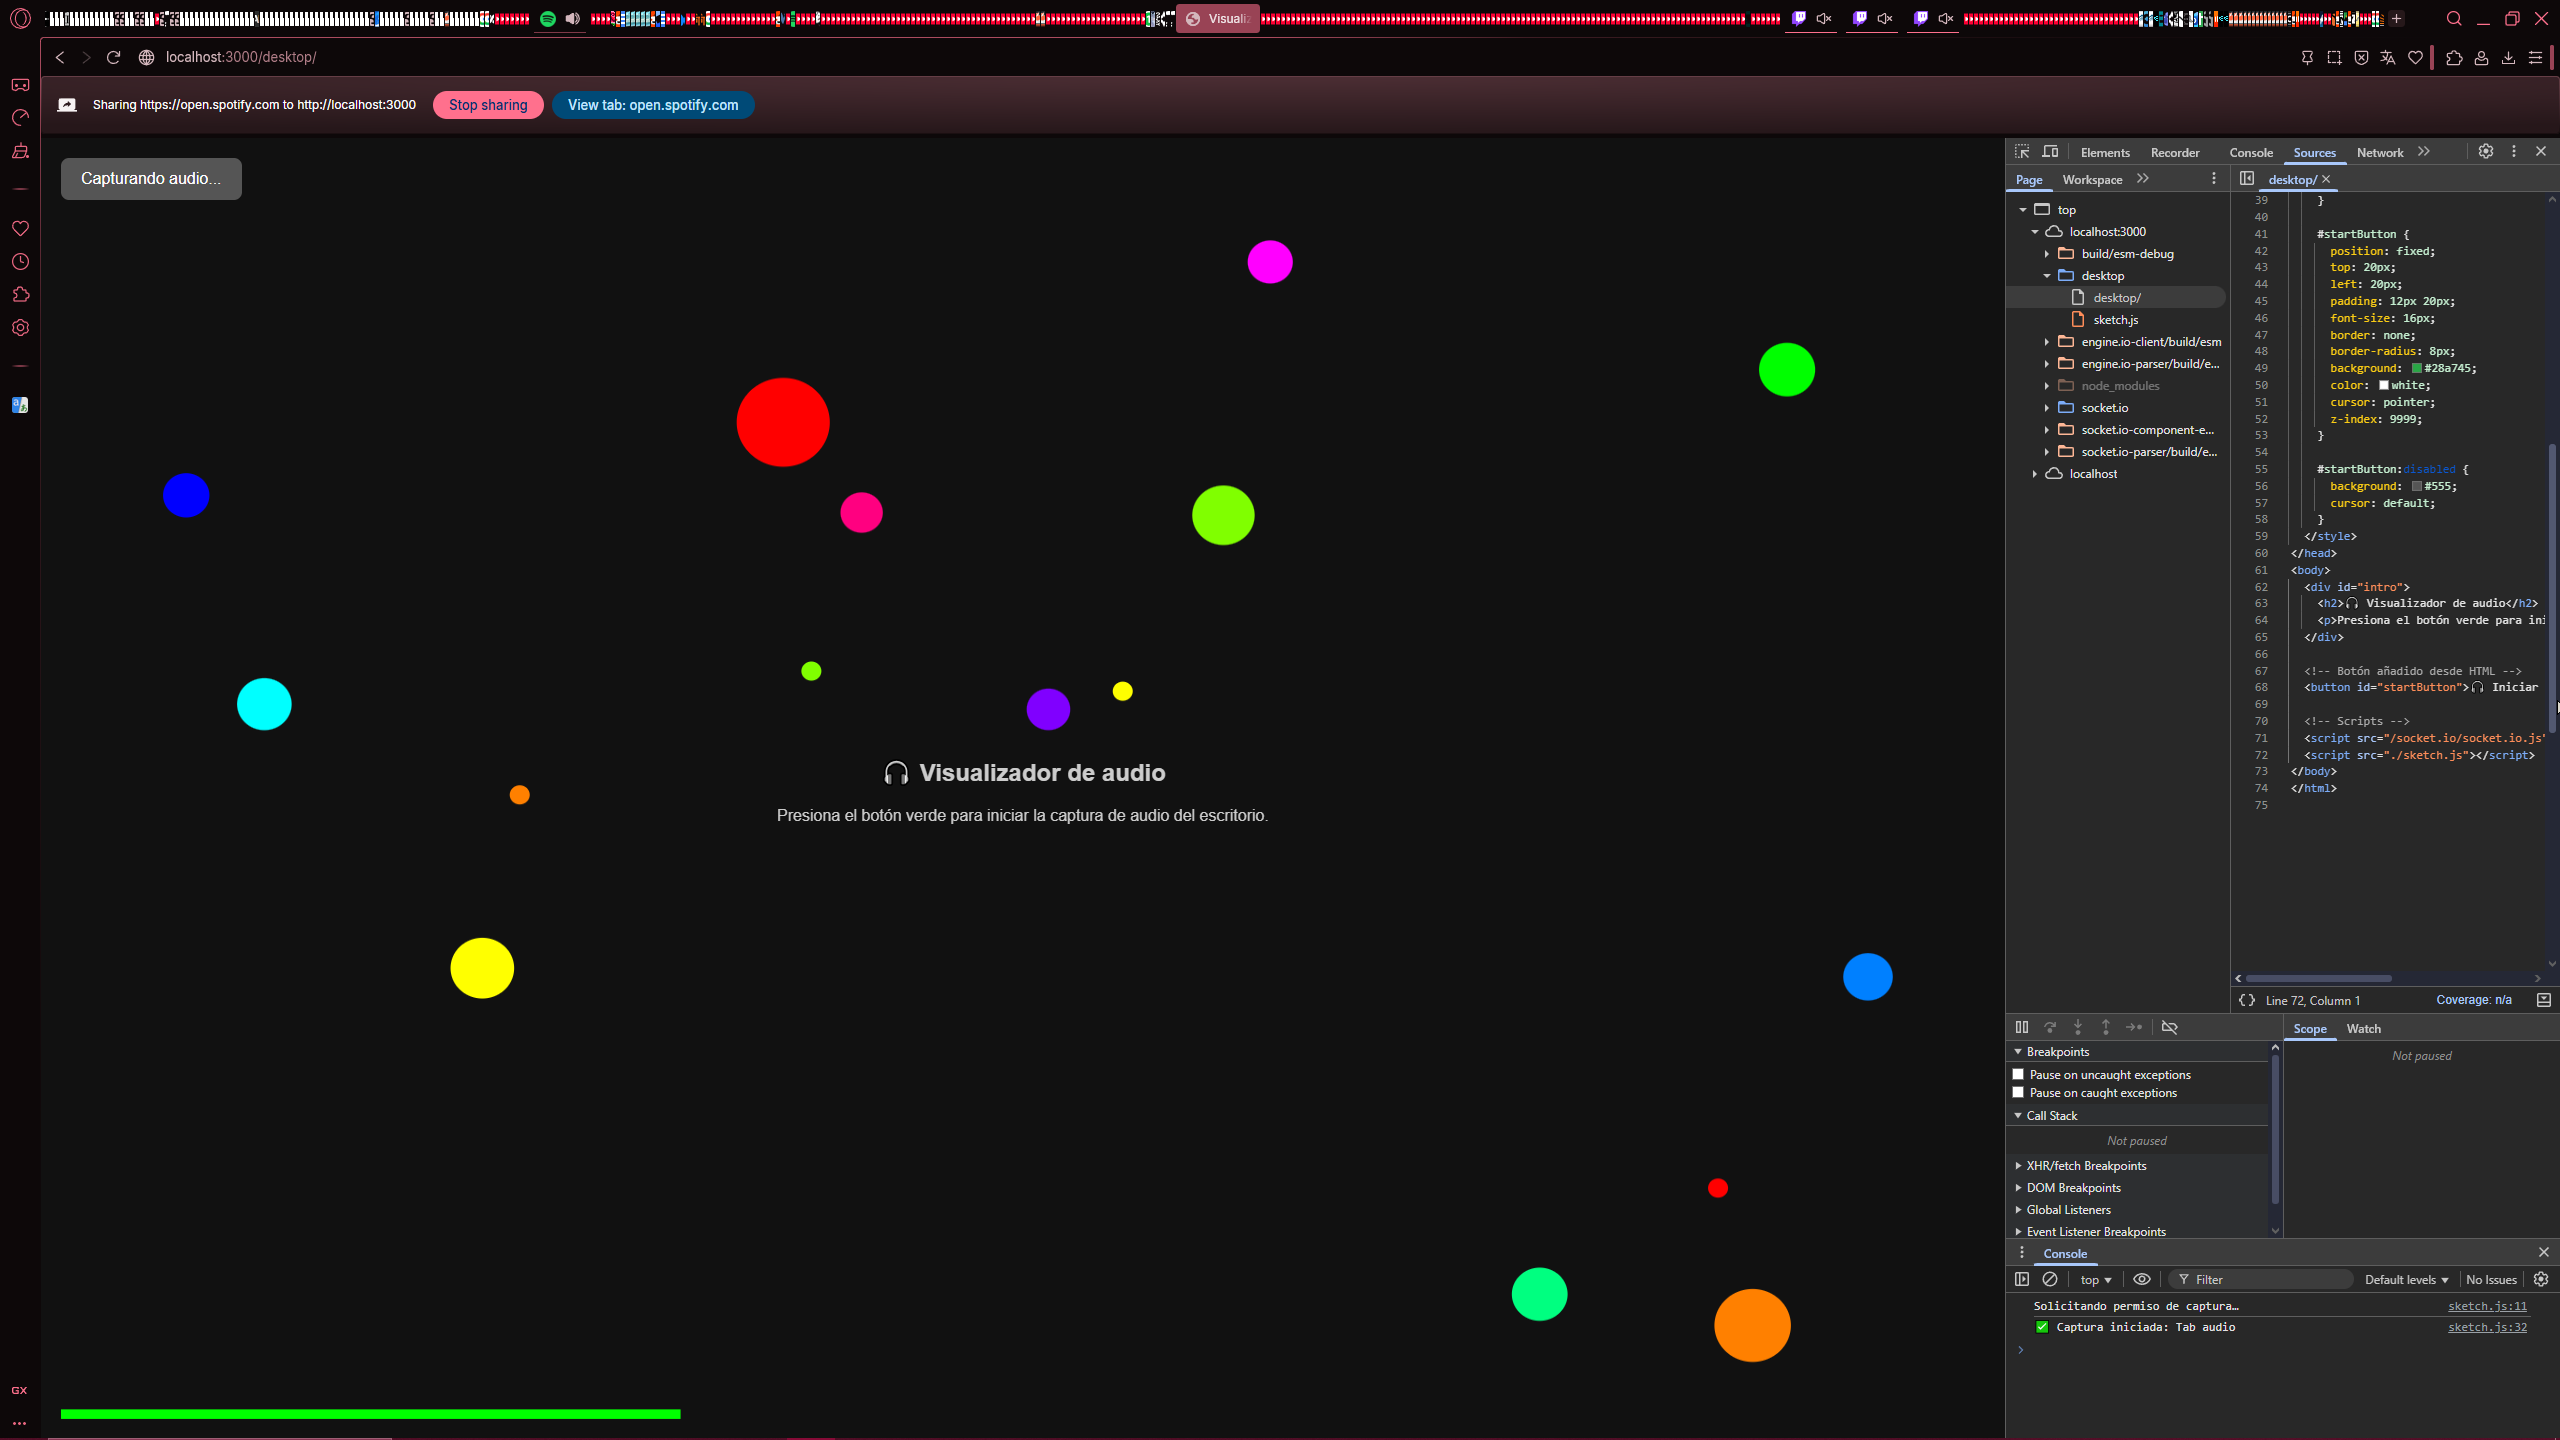 Visualiz
localhost:3000/desktop/
Sharing https://open.spotify.com to http://localhost:3000
Stop sharing
View tab: open.spotify.com
Capturando audio...
🎧 Visualizador de audio
Presiona el botón verde para iniciar la captura de audio del escritorio.
GX
Elements
Recorder
Console
Sources
Network
Page
Workspace
desktop/
top
localhost:3000
build/esm-debug
desktop
desktop/
sketch.js
engine.io-client/build/esm
engine.io-parser/build/e...
node_modules
socket.io
socket.io-component-e...
socket.io-parser/build/e...
localhost
39 }
40
41 #startButton {
42 position: fixed;
43 top: 20px;
44 left: 20px;
45 padding: 12px 20px;
46 font-size: 16px;
47 border: none;
48 border-radius: 8px;
49 background: #28a745;
50 color: white;
51 cursor: pointer;
52 z-index: 9999;
53 }
54
55 #startButton:disabled {
56 background: #555;
57 cursor: default;
58 }
59 </style>
60 </head>
61 <body>
62 <div id="intro">
63 <h2>🎧 Visualizador de audio</h2>
64 <p>Presiona el botón verde para ini
65 </div>
66
67 <!-- Botón añadido desde HTML -->
68 <button id="startButton">🎧 Iniciar
69
70 <!-- Scripts -->
71 <script src="/socket.io/socket.io.js"
72 <script src="./sketch.js"></script>
73 </body>
74 </html>
75
{} Line 72, Column 1
Coverage: n/a
Scope
Watch
Not paused
Breakpoints
Pause on uncaught exceptions
Pause on caught exceptions
Call Stack
Not paused
XHR/fetch Breakpoints
DOM Breakpoints
Global Listeners
Event Listener Breakpoints
Console
top
Filter
Default levels
No Issues
Solicitando permiso de captura… sketch.js:11
✅ Captura iniciada: Tab audio sketch.js:32